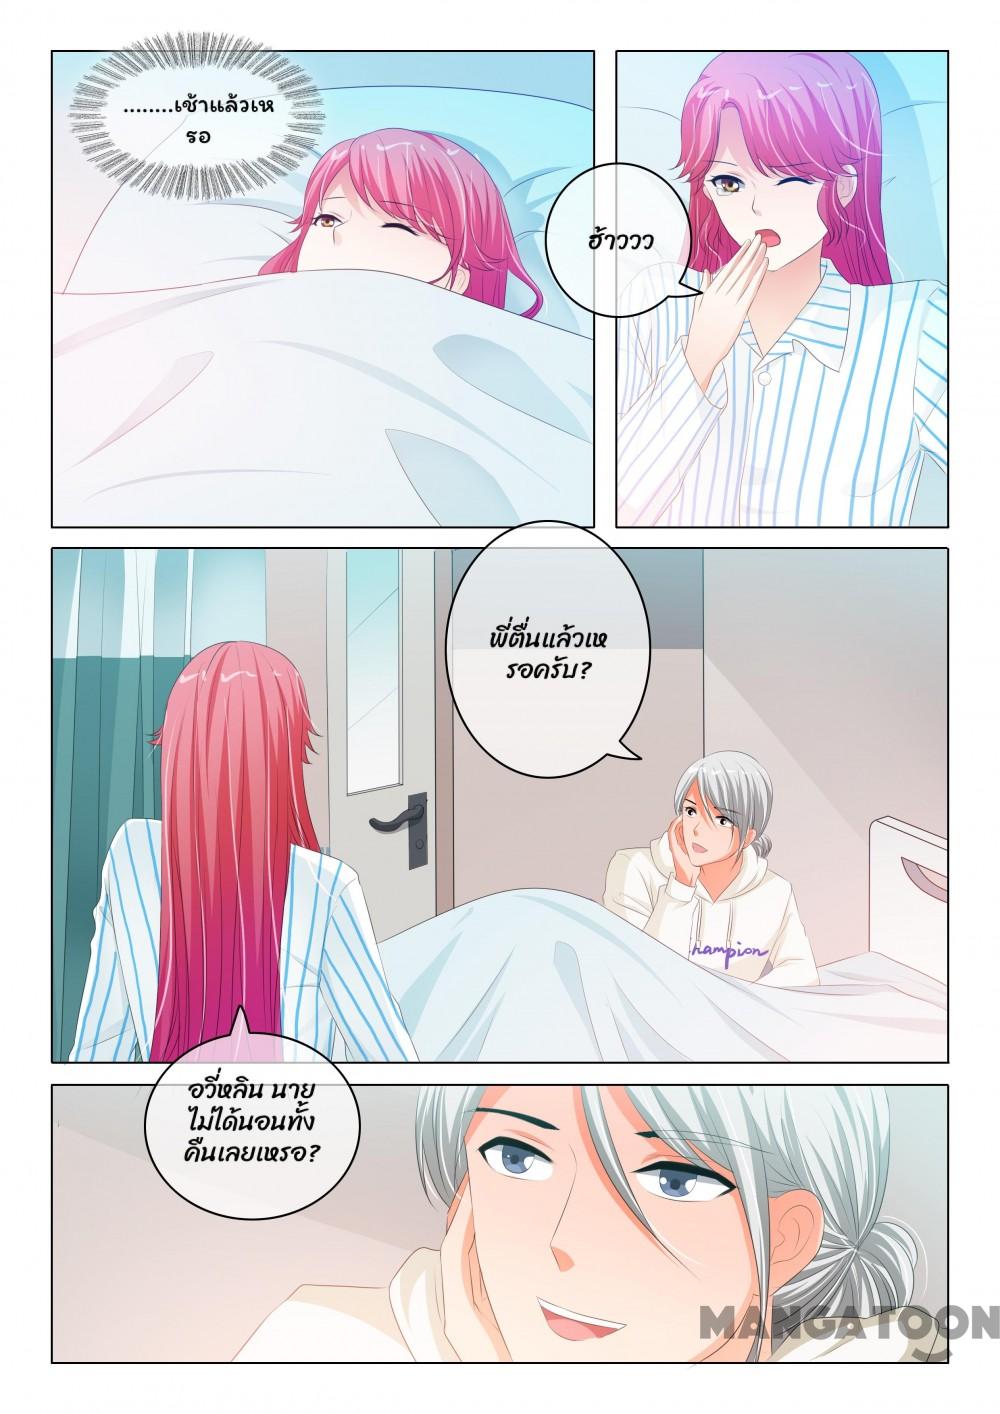 ........เช้าแล้วเห
รอ
ฮ้าววว
พี่ตื่นแล้วเห
รอครับ?
Champion
อวี่หลิน นาย
ไม่ได้นอนทั้ง
คืนเลยเหรอ?
MANGATOON